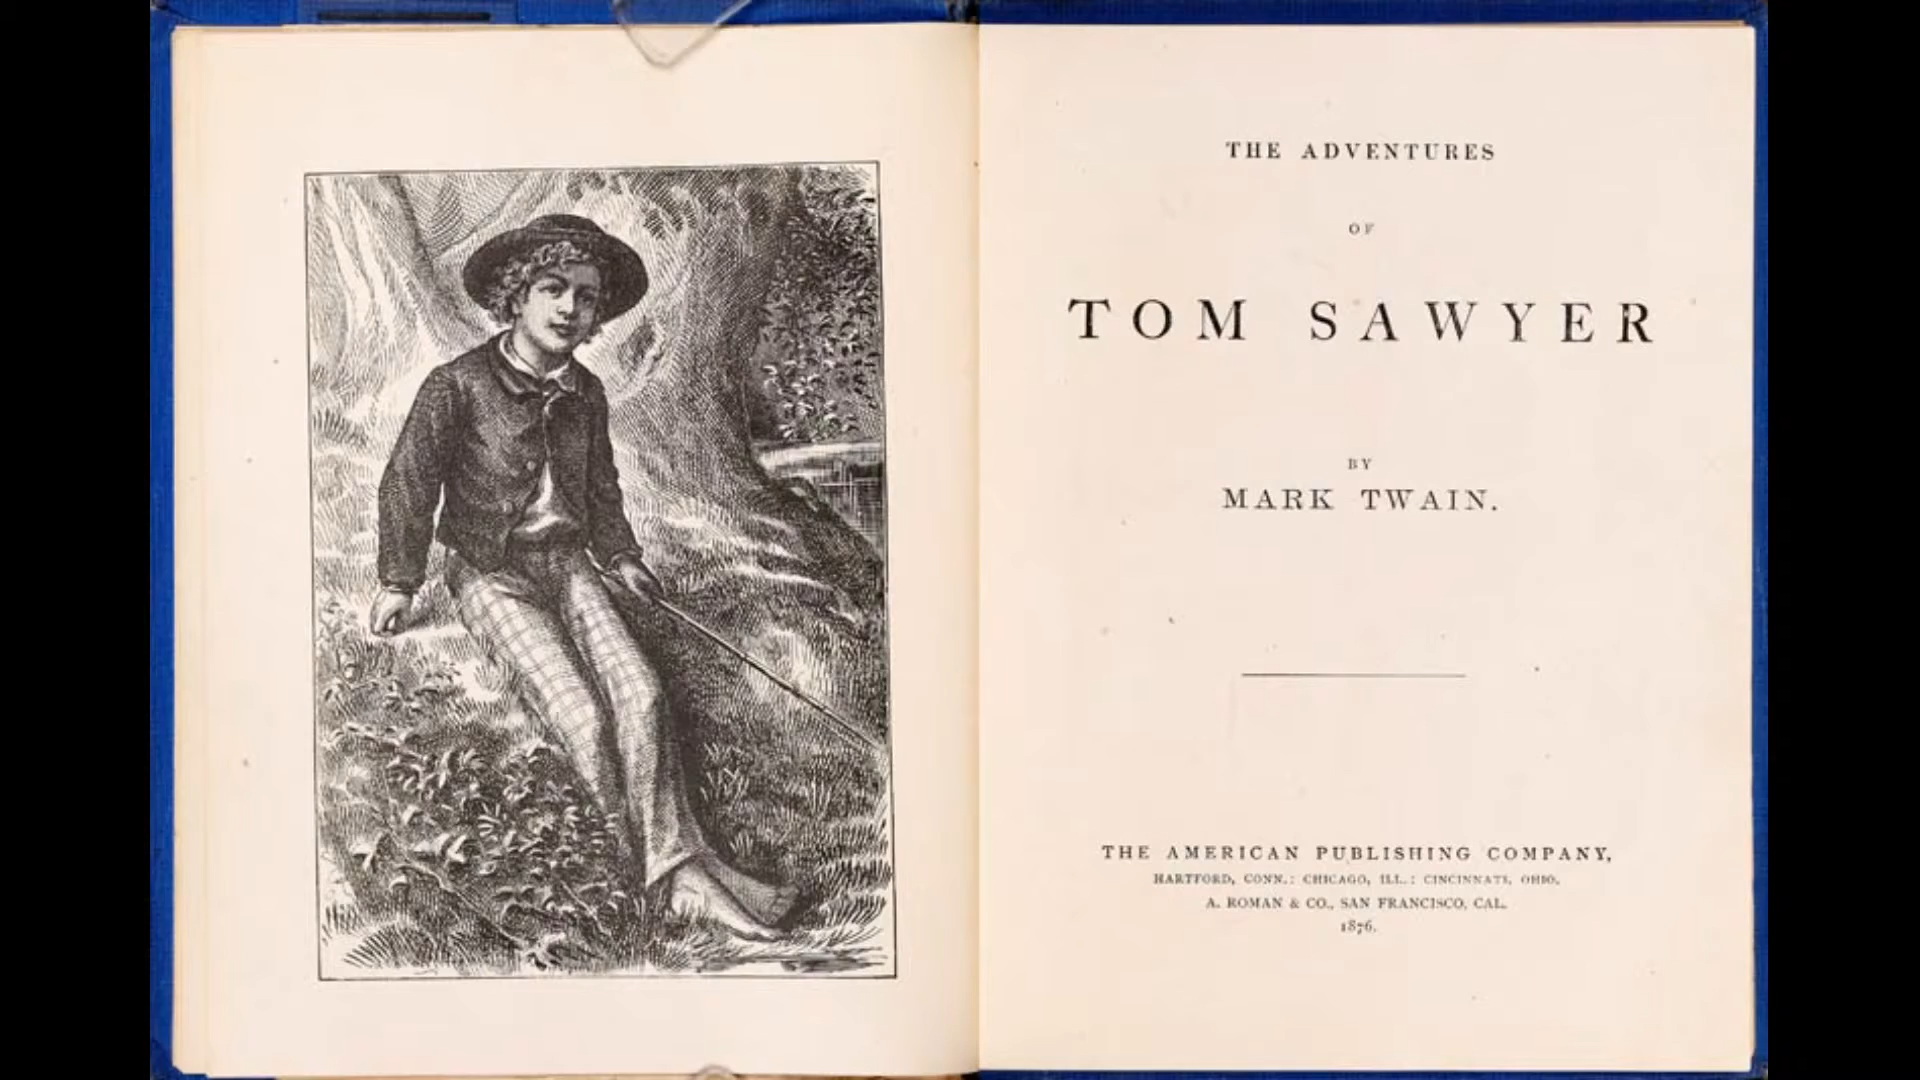 THE ADVENTURES
OF
TOM SAWYER
BY
MARK TWAIN.
THE AMERICAN PUBLISHING COMPANY,
HARTFORD, CONN.: CHICAGO, ILL.: CINCINNATI, OHIO.
A. ROMAN & CO., SAN FRANCISCO, CAL.
1876.